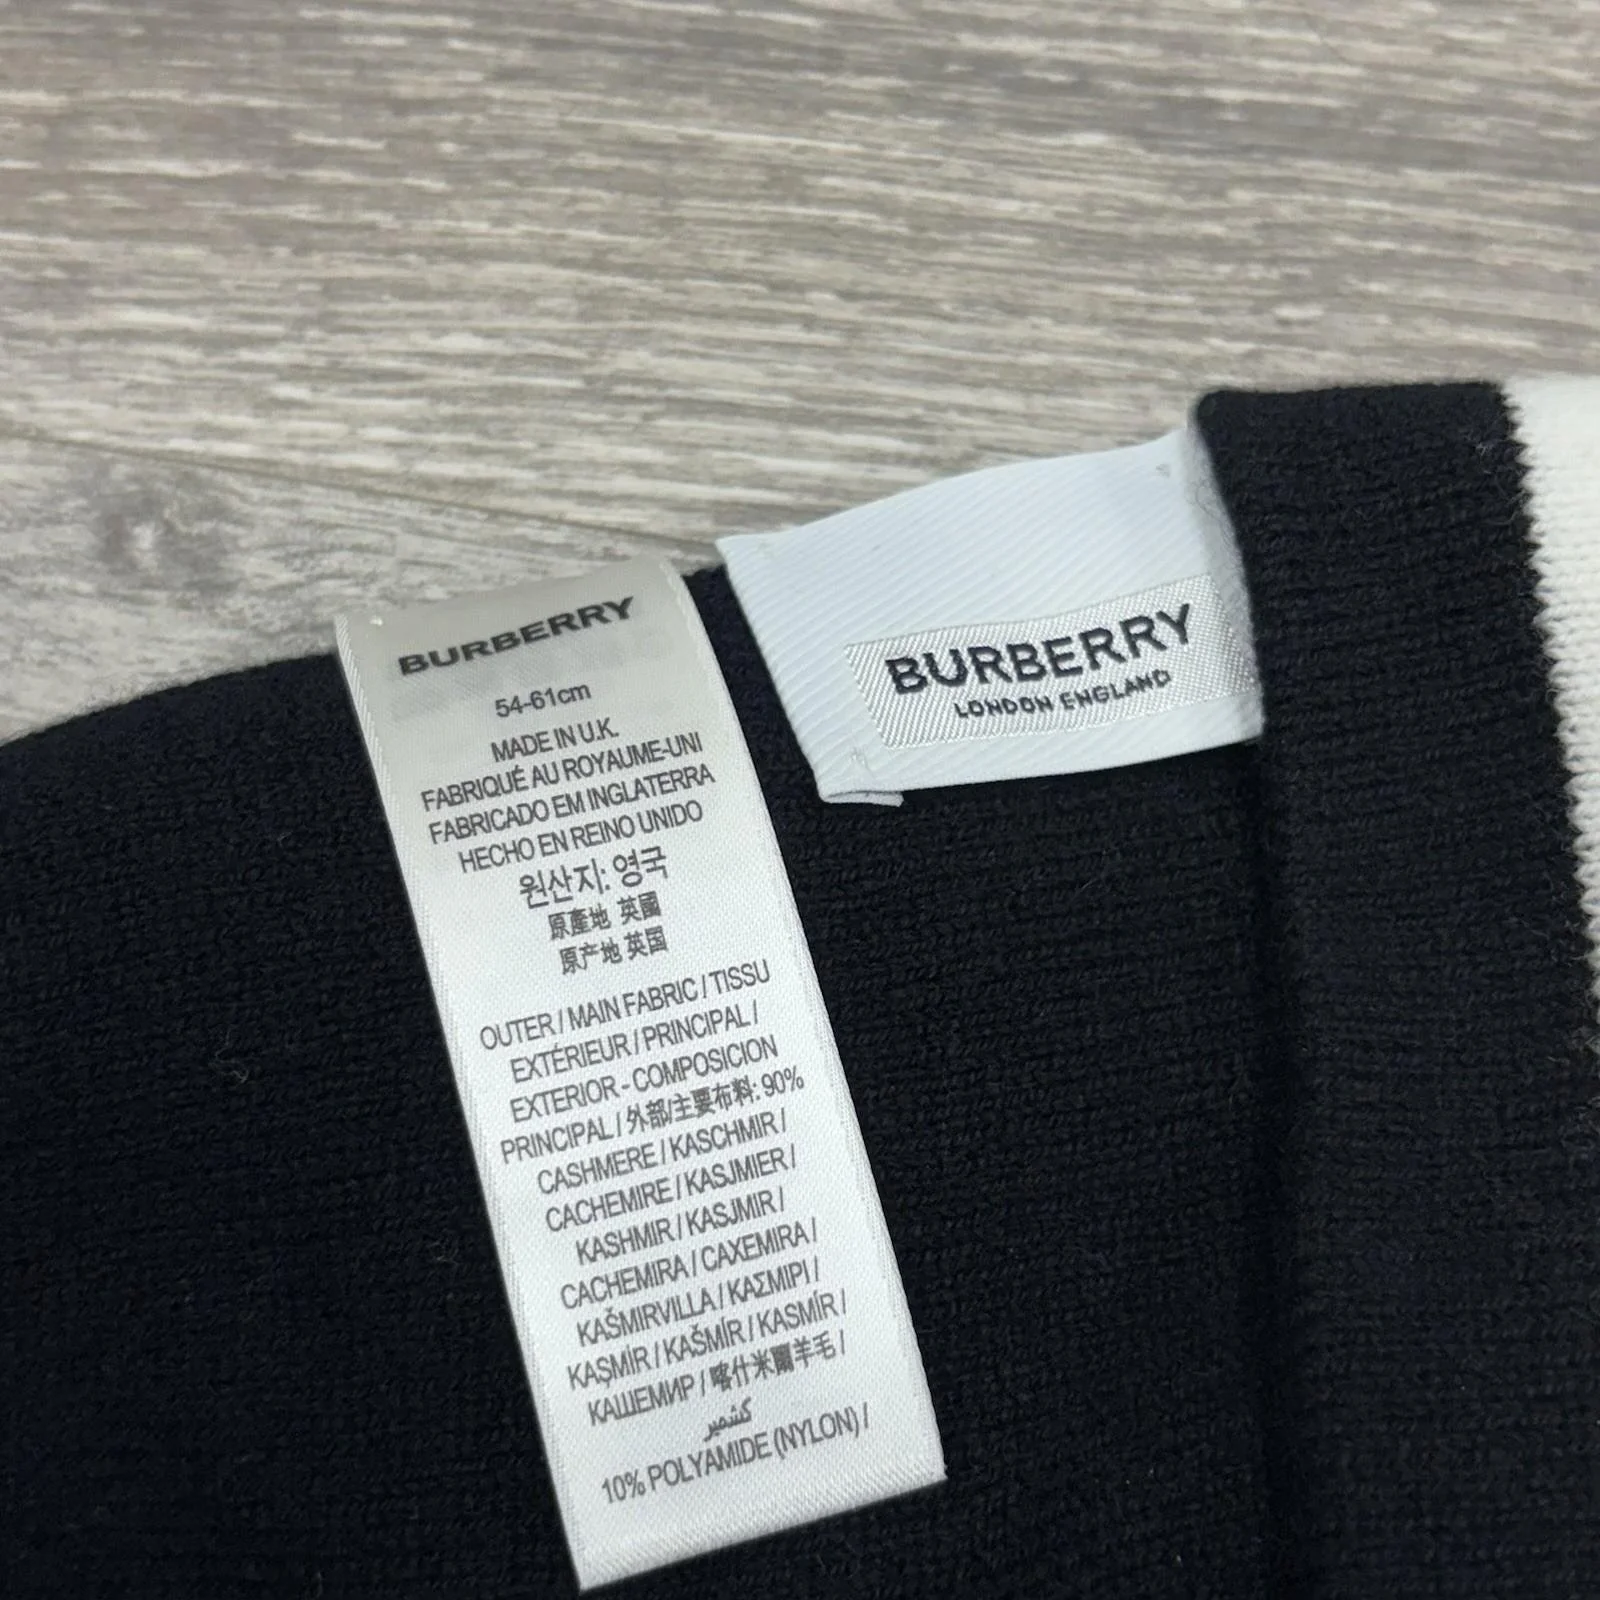 BURBERRY
54-61cm
MADE IN U.K.
FABRIQUÉ AU ROYAUME-UNI
FABRICADO EM INGLATERRA
HECHO EN REINO UNIDO
원산지: 영국
原產地 英國
原产地 英国
OUTER / MAIN FABRIC / TISSU
EXTÉRIEUR / PRINCIPAL /
EXTERIOR - COMPOSICION
PRINCIPAL / 外部/主要布料: 90%
CASHMERE / KASCHMIR /
CACHEMIRE / KASJMIER /
KASHMIR / KASJMIR /
CACHEMIRA / CAXEMIRA /
KAŠMIRVILLA / ΚΑΣΜΙΡΙ /
KAŞMİR / KAŠMÍR / KASMÍR /
КАШЕМИР / 喀什米爾羊毛 /
كشمير
10% POLYAMIDE (NYLON) /
BURBERRY
LONDON ENGLAND